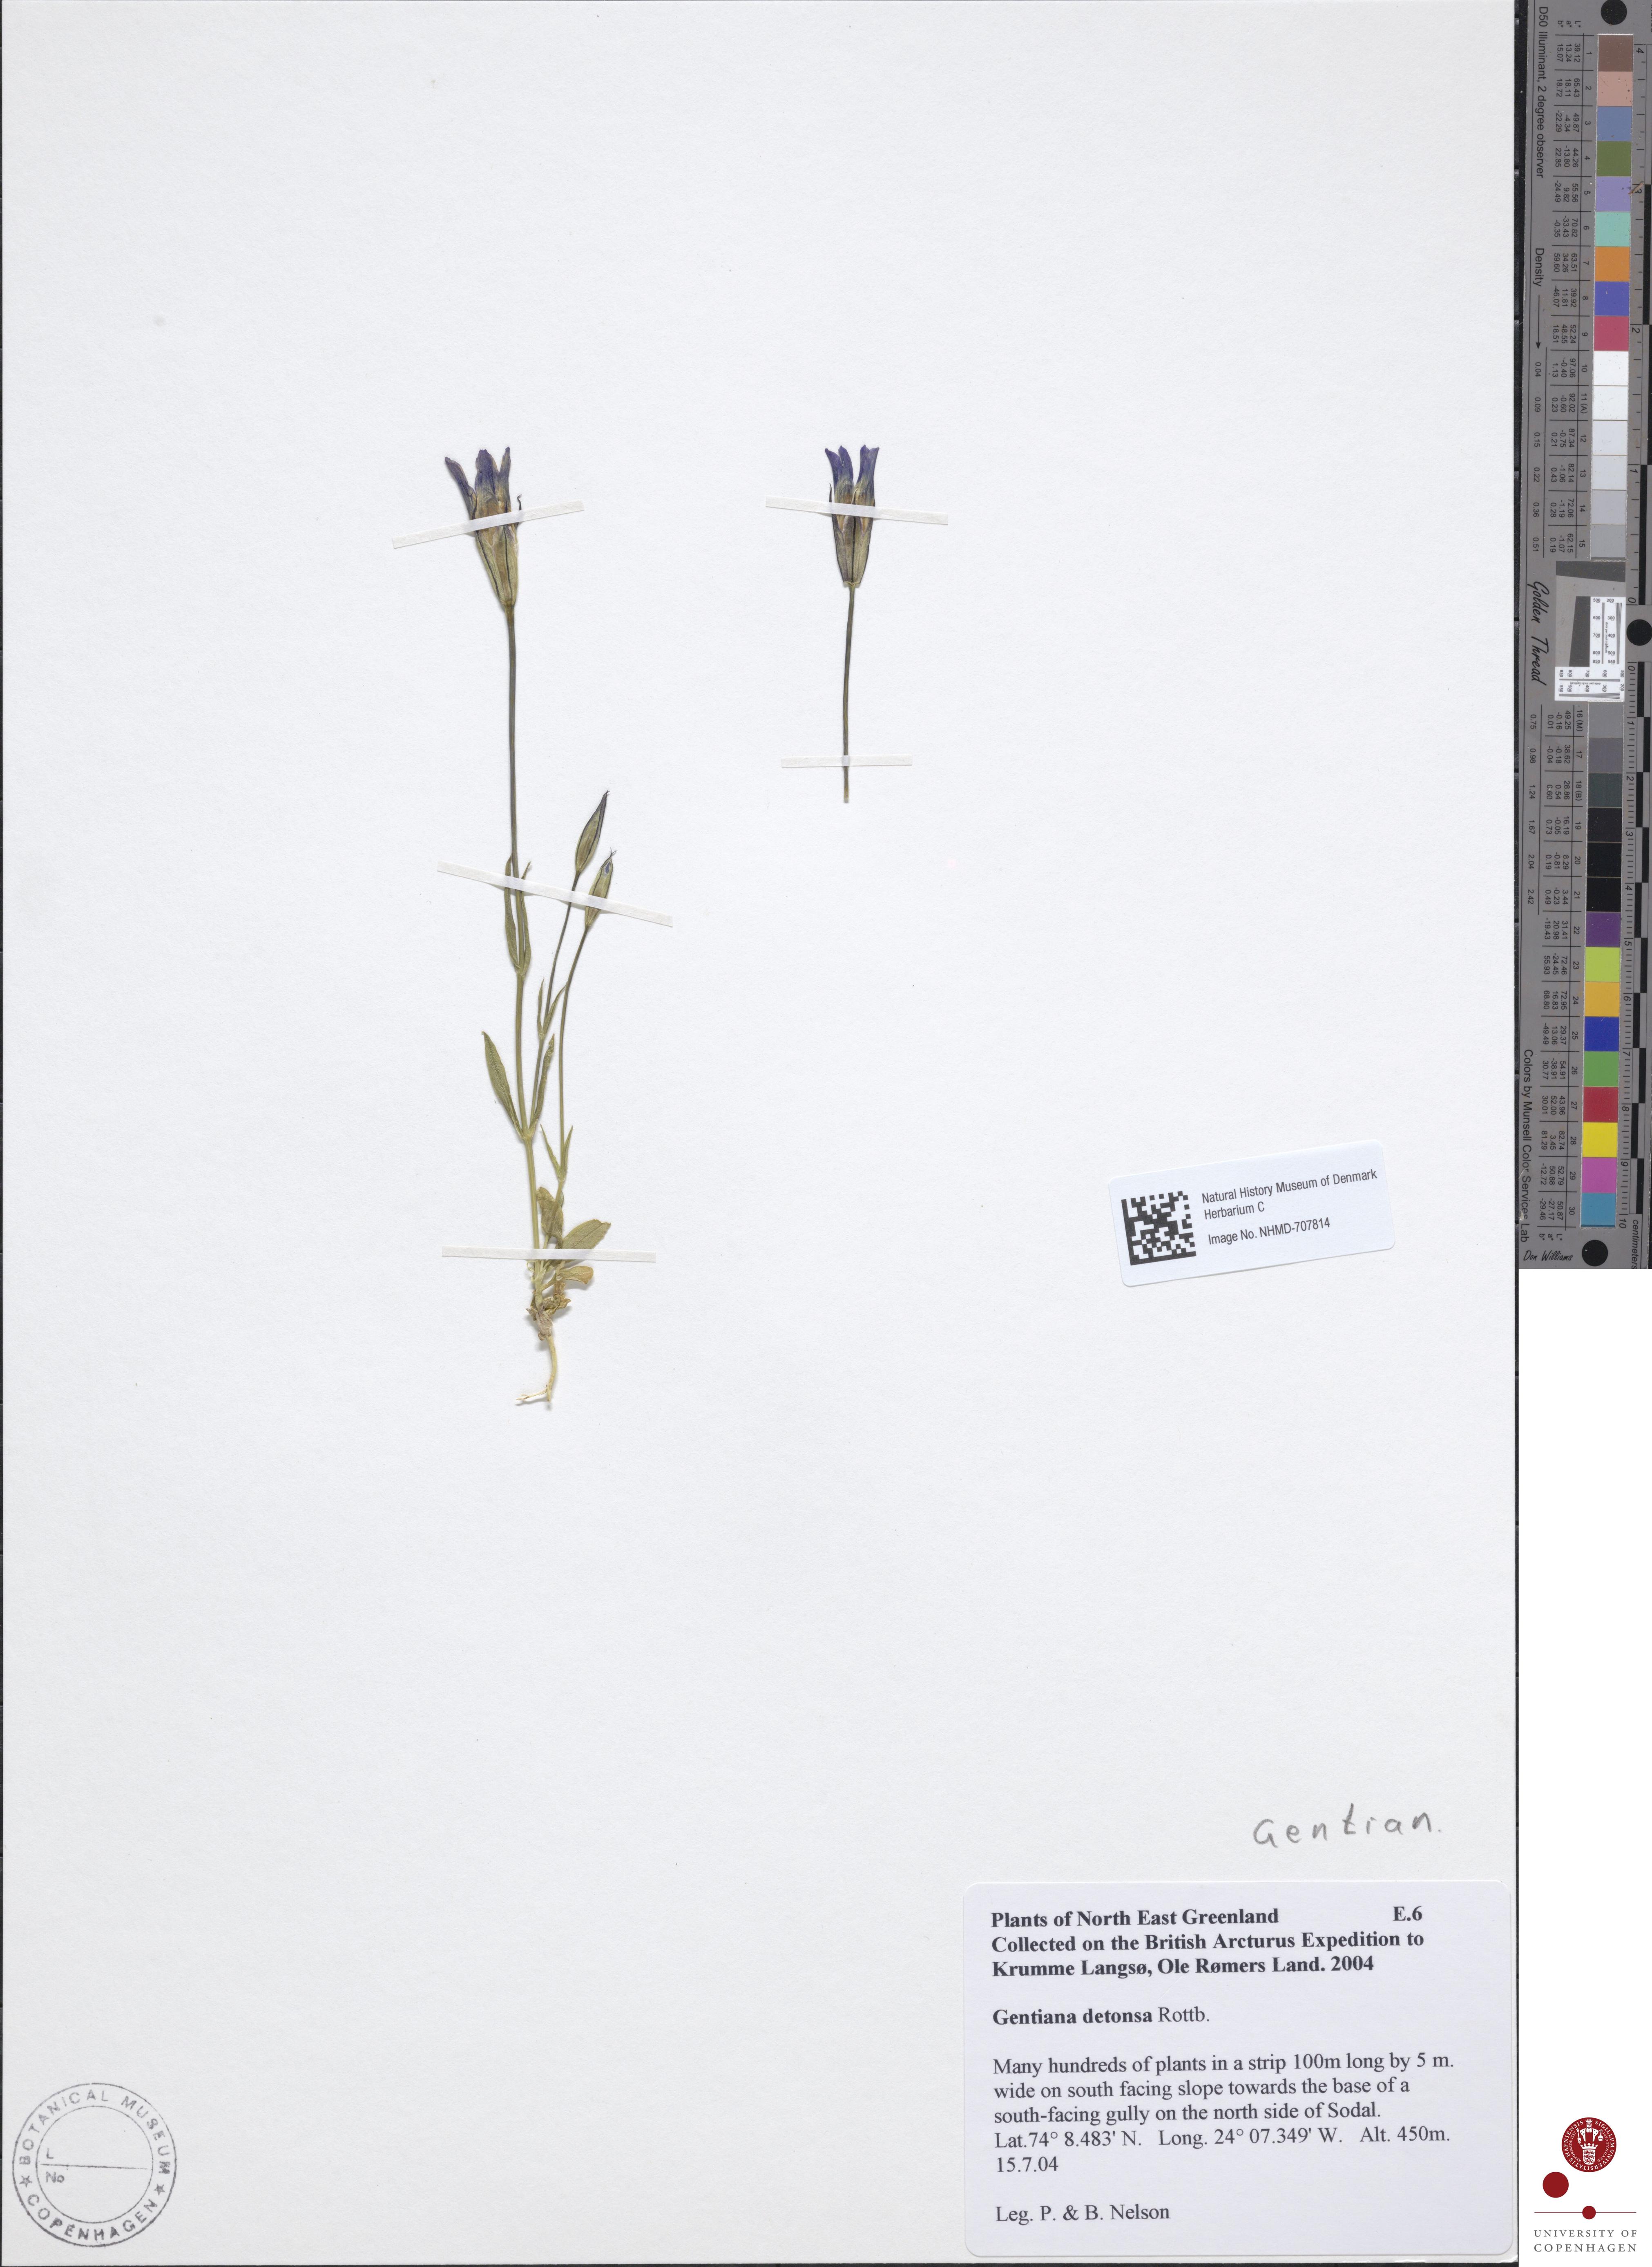 Natural History Museum of Denmark
Herbarium C
Image No. NHMD-707814
Gentian.
Plants of North East Greenland E.6
Collected on the British Arcturus Expedition to
Krumme Langsø, Ole Rømers Land. 2004
Gentiana detonsa Rottb.
Many hundreds of plants in a strip 100m long by 5 m.
wide on south facing slope towards the base of a
south-facing gully on the north side of Sodal.
Lat.74° 8.483' N. Long. 24° 07.349' W. Alt. 450m.
15.7.04
Leg. P. & B. Nelson
BOTANICAL MUSEUM
L
No
COPENHAGEN
D50 Illuminant, 2 degree observer
Density
Golden Thread
Colors by Munsell Color Services Lab
Don Williams
centimeters
UNIVERSITY OF
COPENHAGEN